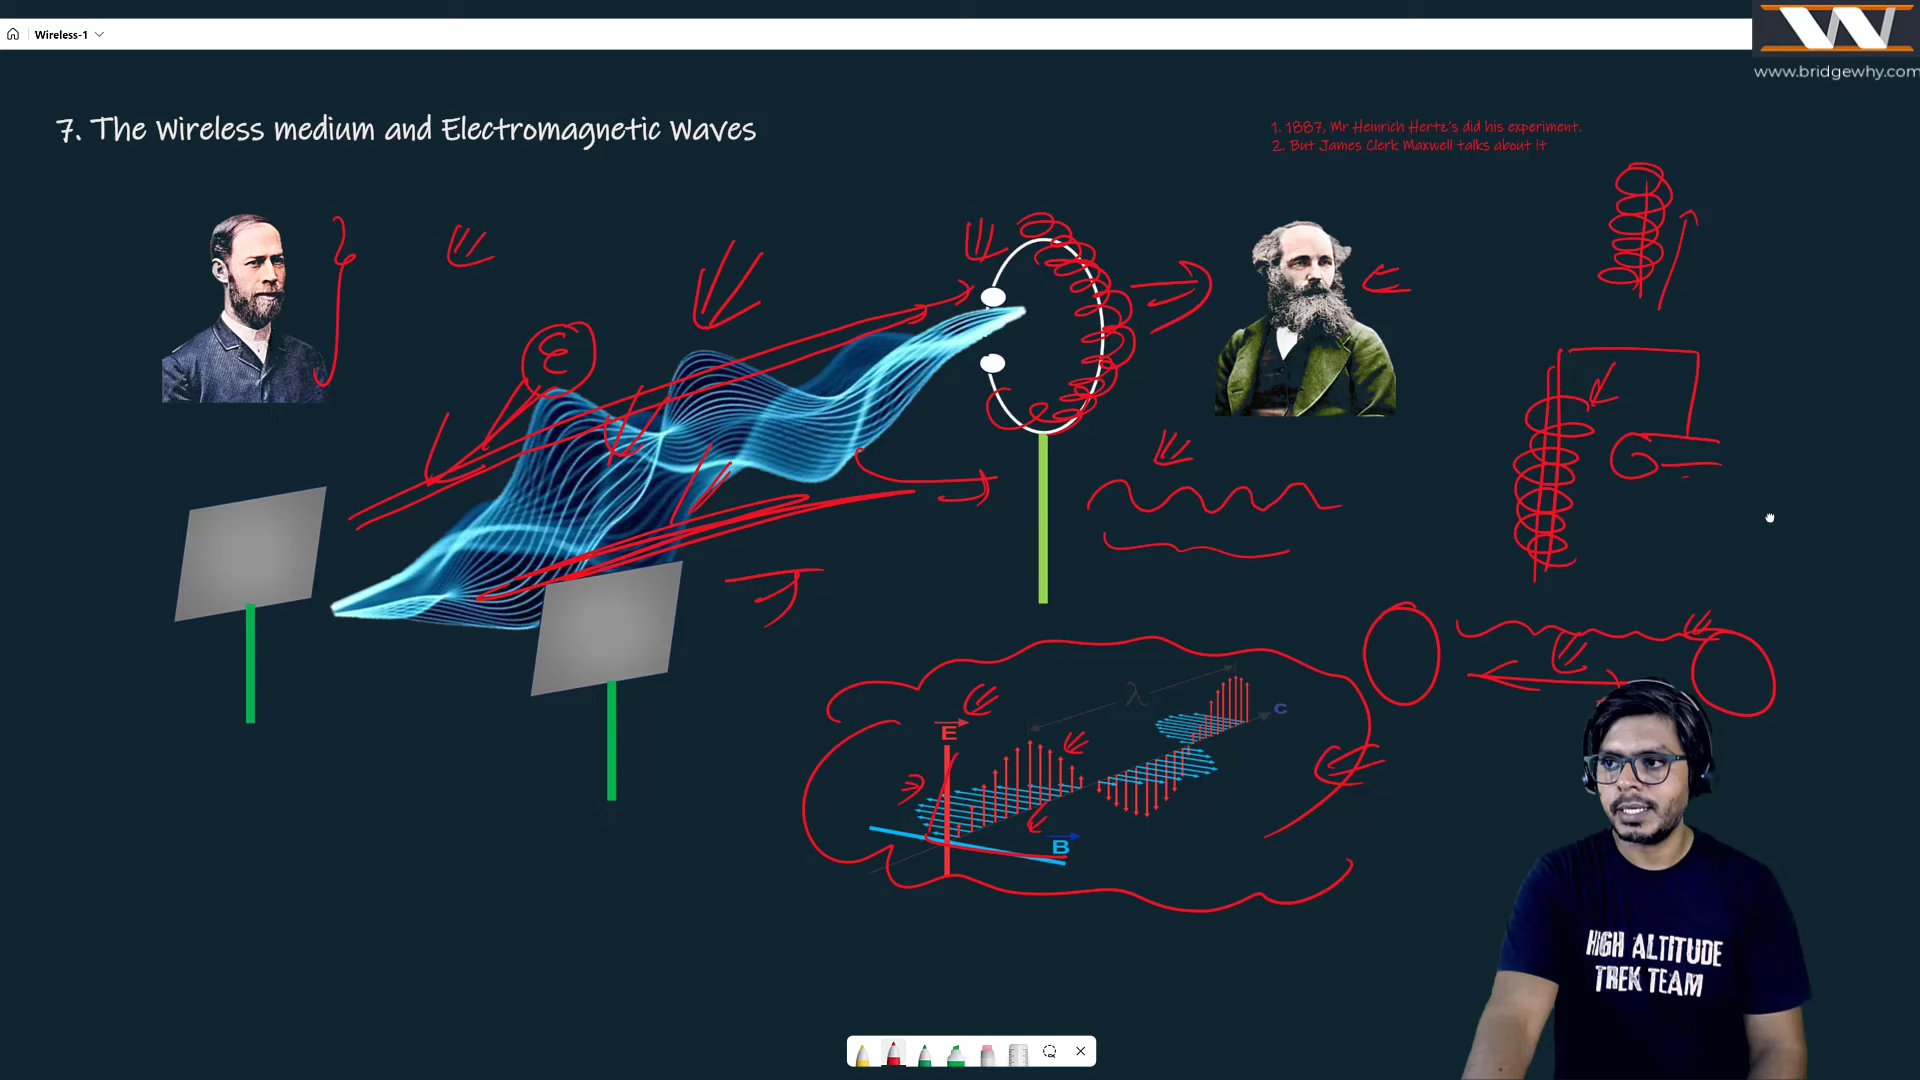 Wireless-1
www.bridgewhy.com
7. The Wireless medium and Electromagnetic Waves
1. 1887, Mr Heinrich Hertz's did his experiment.
2. But James Clerk Maxwell talks about it
λ
C
E
B
HIGH ALTITUDE
TREK TEAM